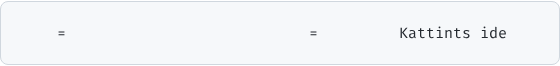 = = Kattints ide